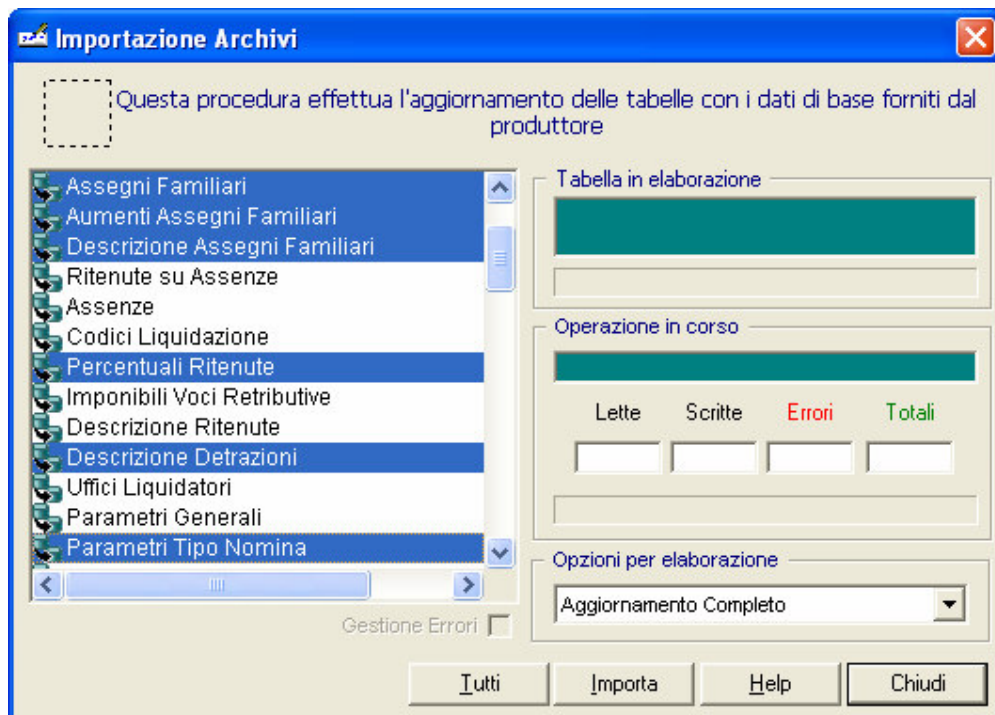 Importazione Archivi
Questa procedura effettua l'aggiornamento delle tabelle con i dati di base forniti dal
produttore
Assegni Familiari
Aumenti Assegni Familiari
Descrizione Assegni Familiari
Ritenute su Assenze
Assenze
Codici Liquidazione
Percentuali Ritenute
Imponibili Voci Retributive
Descrizione Ritenute
Descrizione Detrazioni
Uffici Liquidatori
Parametri Generali
Parametri Tipo Nomina
Gestione Errori
Tabella in elaborazione
Operazione in corso
Lette Scritte Errori Totali
Opzioni per elaborazione
Aggiornamento Completo
Tutti Importa Help Chiudi